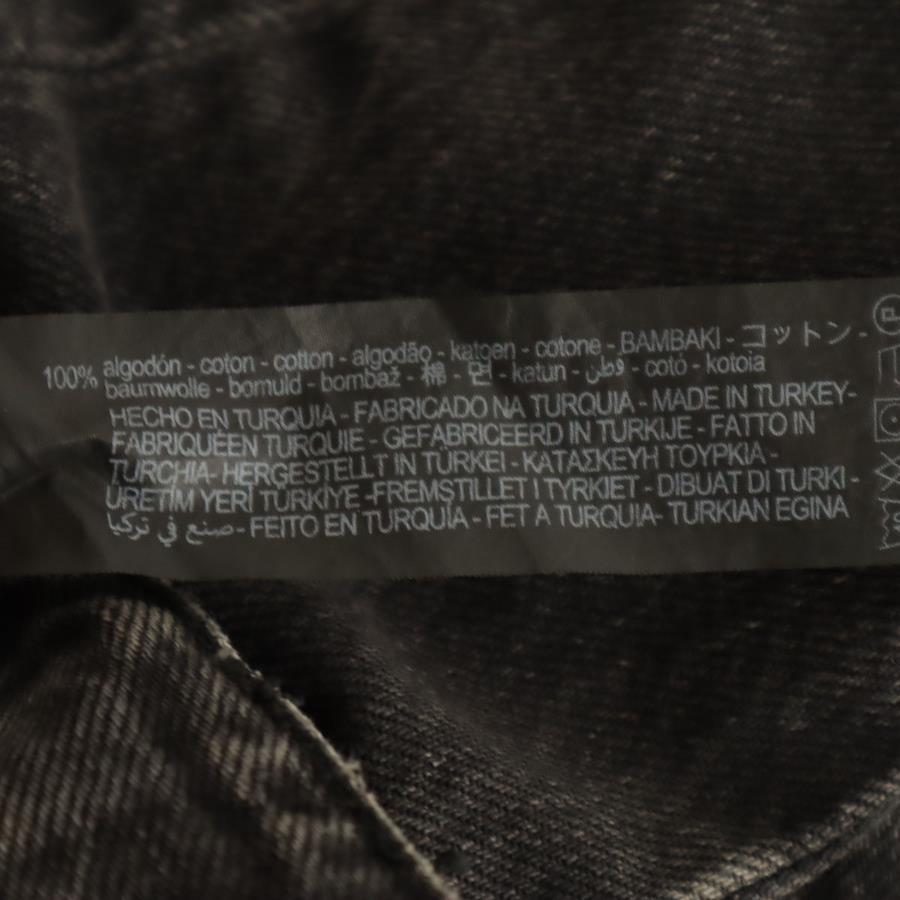 100% algodón - coton - cotton - algodão - katoen - cotone - BAMBAKI - コットン -
baumwolle - bomuld - bombaž - 棉 - 면 - katun - قطن - cotó - kotoia
HECHO EN TURQUIA - FABRICADO NA TURQUIA - MADE IN TURKEY-
FABRIQUÉEN TURQUIE - GEFABRICEERD IN TURKIJE - FATTO IN
TURCHIA- HERGESTELLT IN TÜRKEI - ΚΑΤΑΣΚΕΥΗ ΤΟΥΡΚΙΑ -
ÜRETİM YERİ TÜRKİYE -FREMSTILLET I TYRKIET - DIBUAT DI TURKI -
صنع في تركيا - FEITO EN TURQUÍA - FET A TURQUIA- TURKIAN EGINA